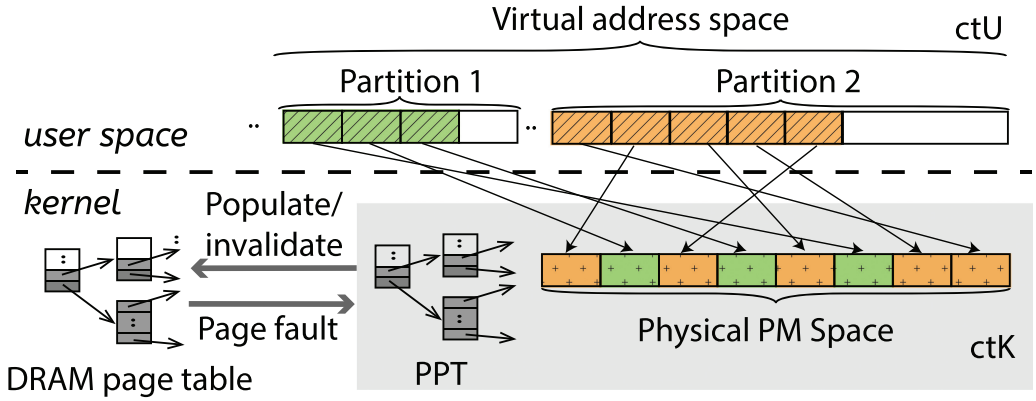 Virtual address space
ctU
Partition 1
Partition 2
..
..
user space
kernel
Populate/
invalidate
Page fault
DRAM page table
PPT
Physical PM Space
ctK